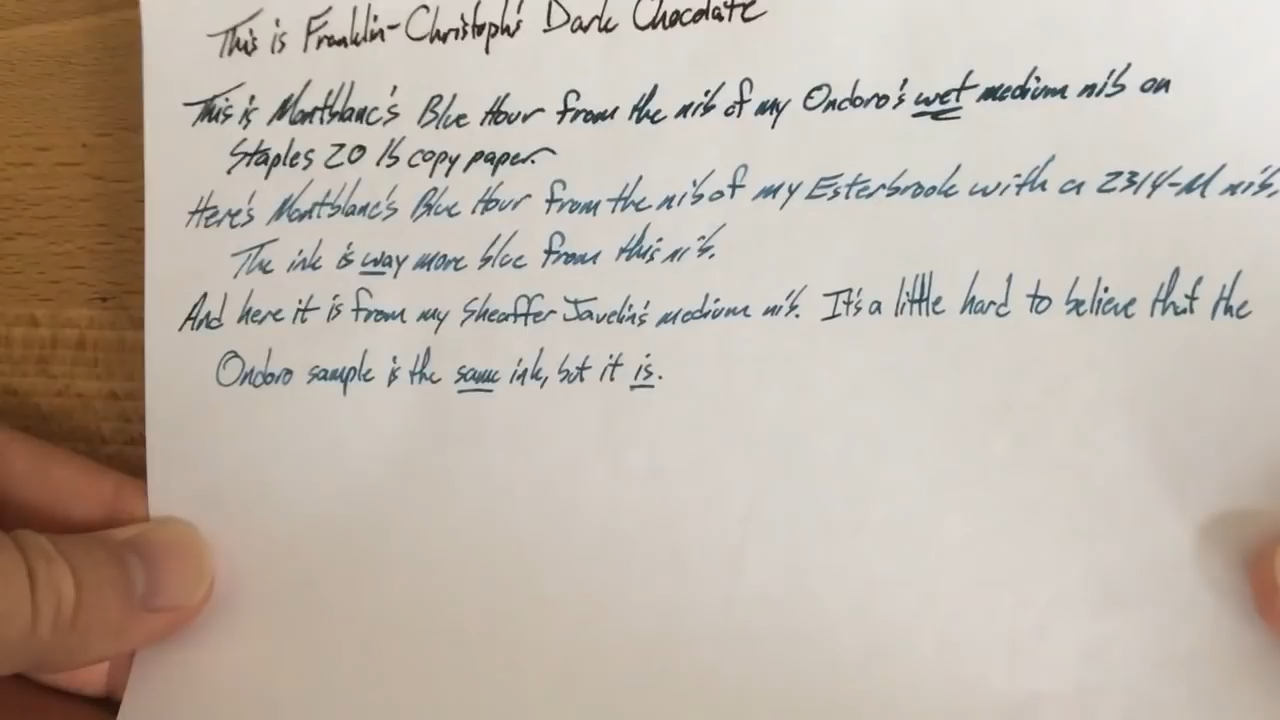 This is Franklin-Christoph's Dark Chocolate
This is Montblanc's Blue Hour from the nib of my Ondoro's wet medium nib on
Staples 20 lb copy paper.
Here's Montblanc's Blue Hour from the nib of my Esterbrook with a 2314-M nib.
The ink is way more blue from this nib.
And here it is from my Sheaffer Javelin's medium nib. It's a little hard to believe that the
Ondoro sample is the same ink, but it is.